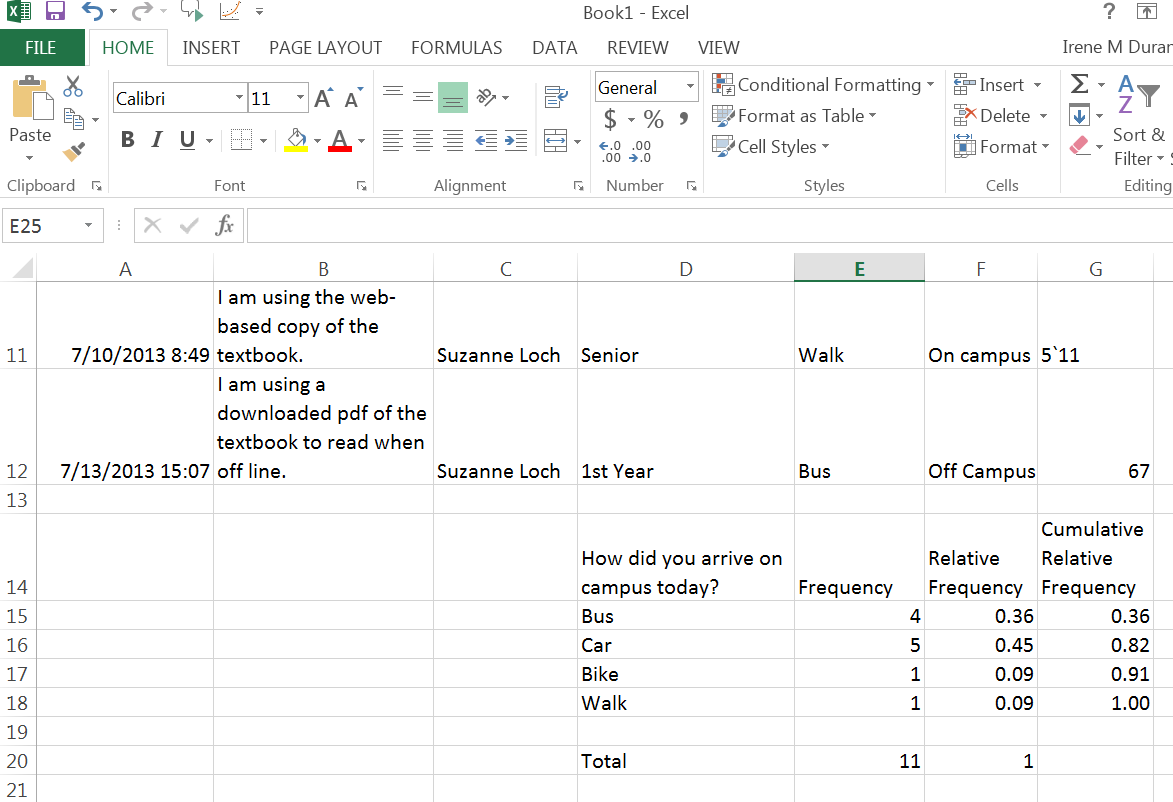 Book1 - Excel ?
FILE HOME INSERT PAGE LAYOUT FORMULAS DATA REVIEW VIEW Irene M Duran
Calibri 11 General Conditional Formatting Insert Σ A
Z
$ % , Format as Table Delete
Paste B I U A Cell Styles Format Sort &
←.0 .00
.00 →.0
Filter
Clipboard Font Alignment Number Styles Cells Editing
E25 fx
A B C D E F G
I am using the web-
based copy of the
11 7/10/2013 8:49 textbook. Suzanne Loch Senior Walk On campus 5`11
I am using a
downloaded pdf of the
textbook to read when
12 7/13/2013 15:07 off line. Suzanne Loch 1st Year Bus Off Campus 67
13
Cumulative
How did you arrive on Relative Relative
14 campus today? Frequency Frequency Frequency
15 Bus 4 0.36 0.36
16 Car 5 0.45 0.82
17 Bike 1 0.09 0.91
18 Walk 1 0.09 1.00
19
20 Total 11 1
21